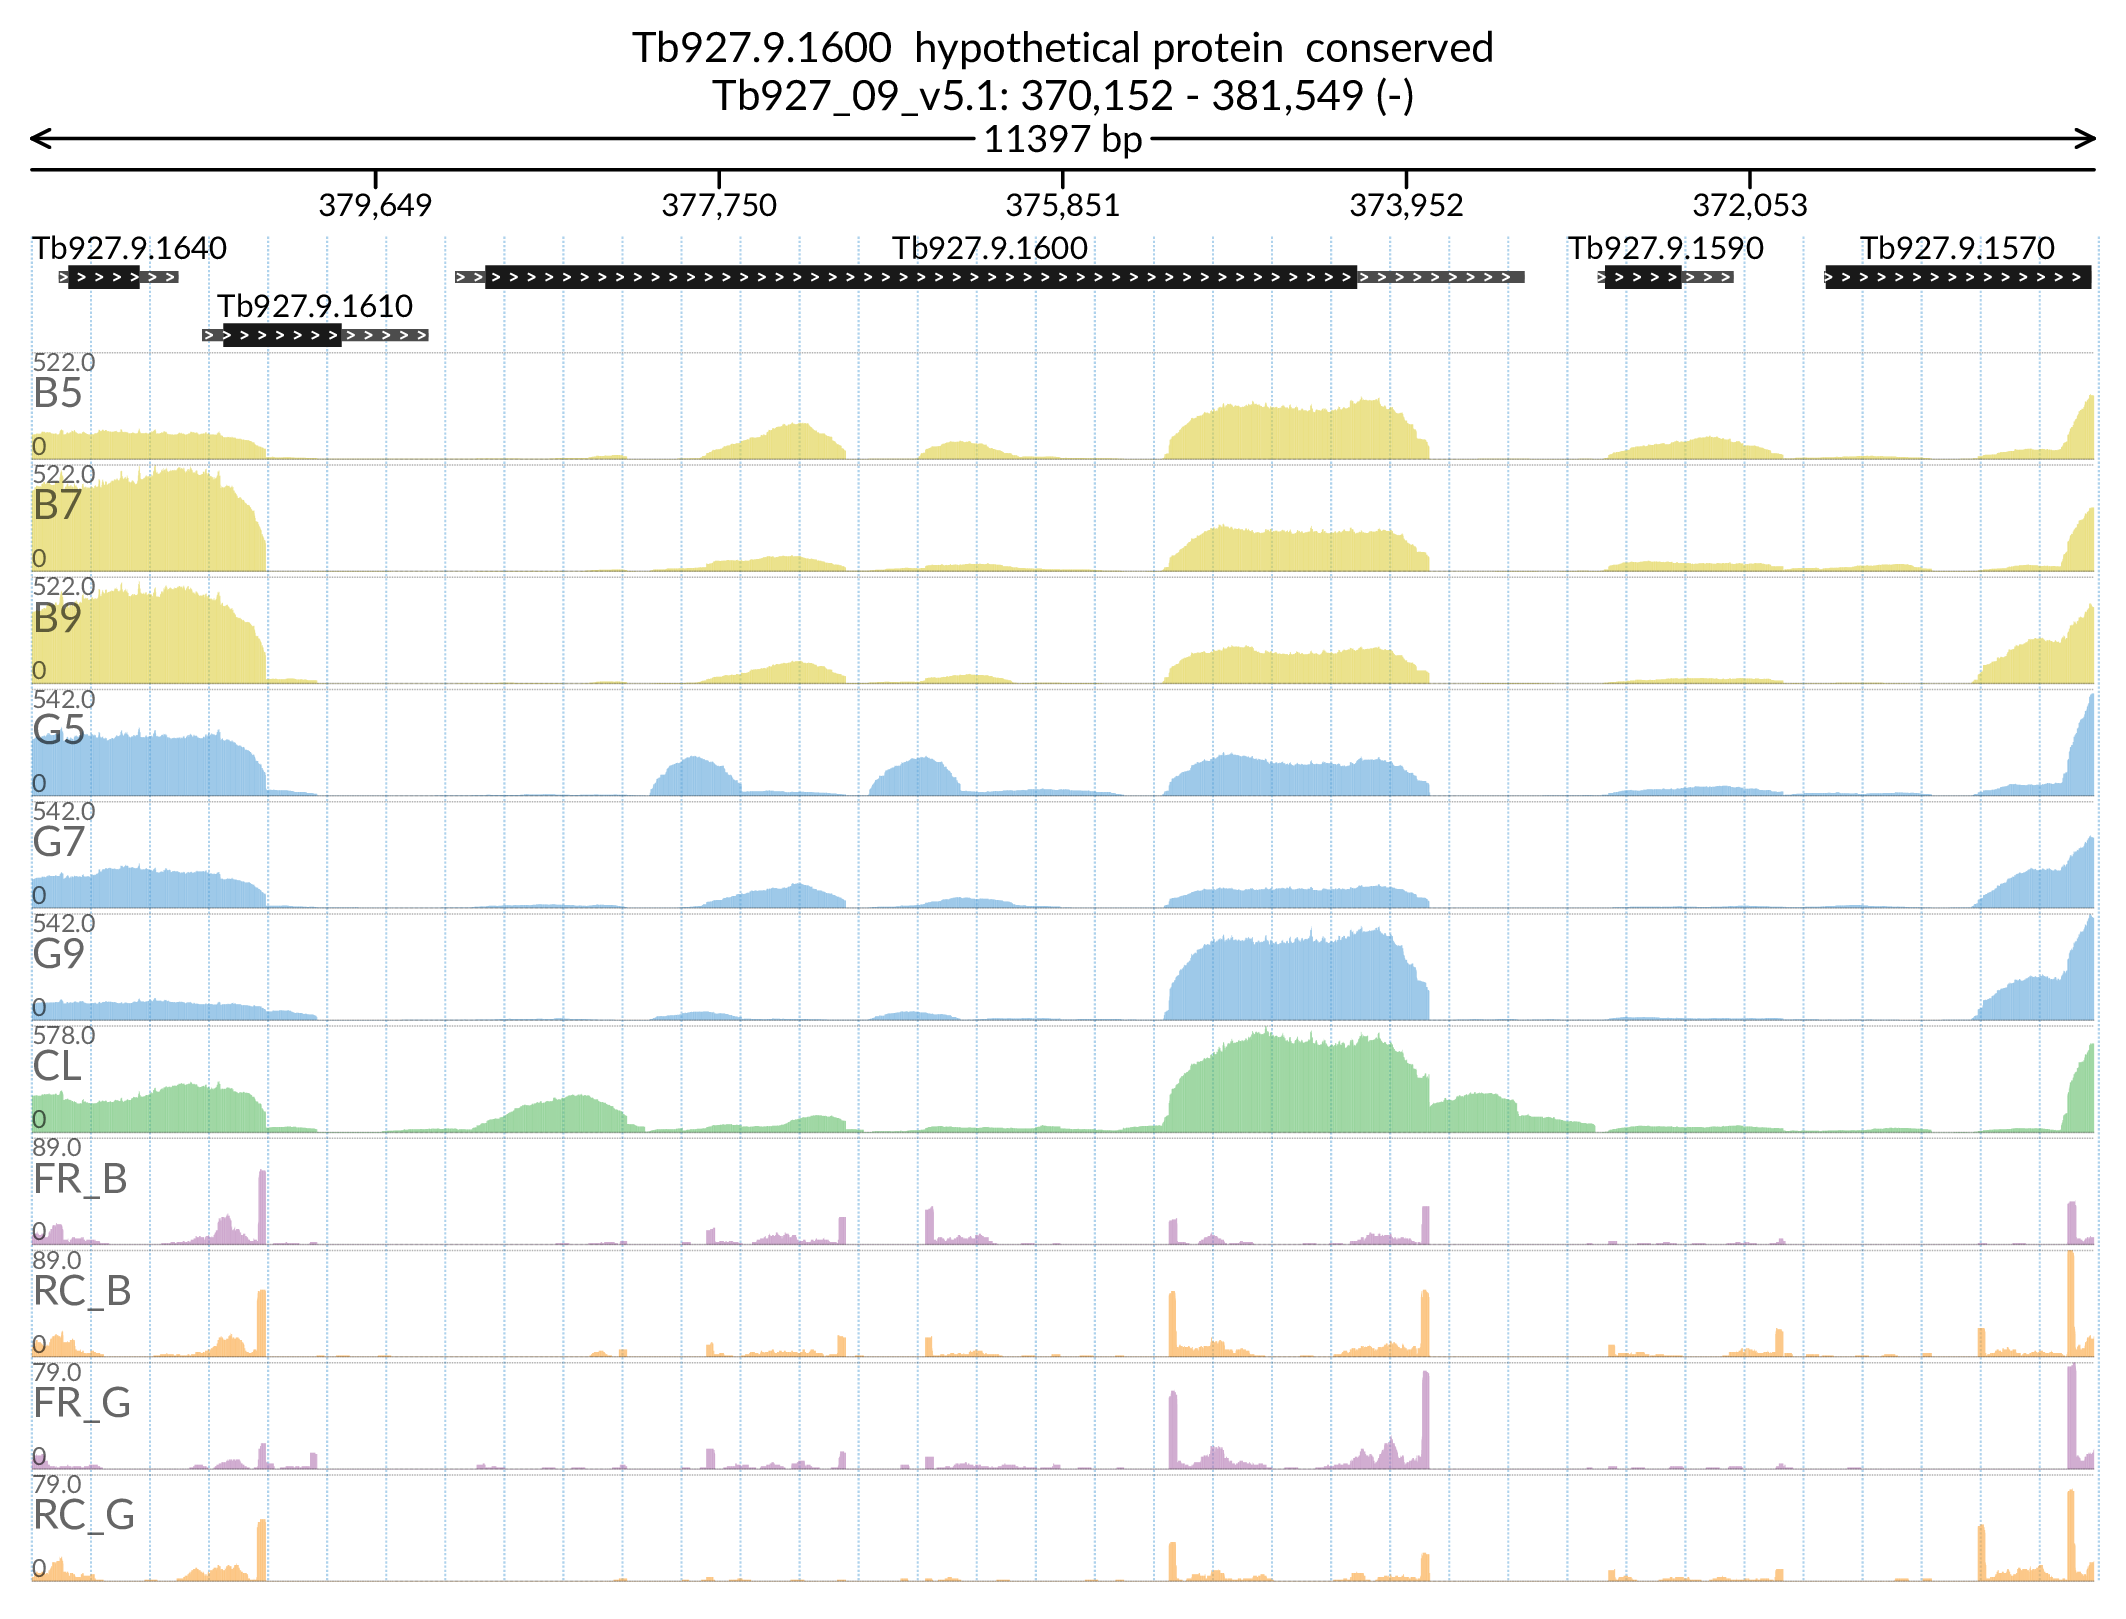 Tb927.9.1600  hypothetical protein  conserved
Tb927_09_v5.1: 370,152 - 381,549 (-)
11397 bp
379,649 377,750 375,851 373,952 372,053
Tb927.9.1640 Tb927.9.1600 Tb927.9.1590 Tb927.9.1570
Tb927.9.1610
522.0
B5
0
522.0
B7
0
522.0
B9
0
542.0
G5
0
542.0
G7
0
542.0
G9
0
578.0
CL
0
89.0
FR_B
0
89.0
RC_B
0
79.0
FR_G
0
79.0
RC_G
0